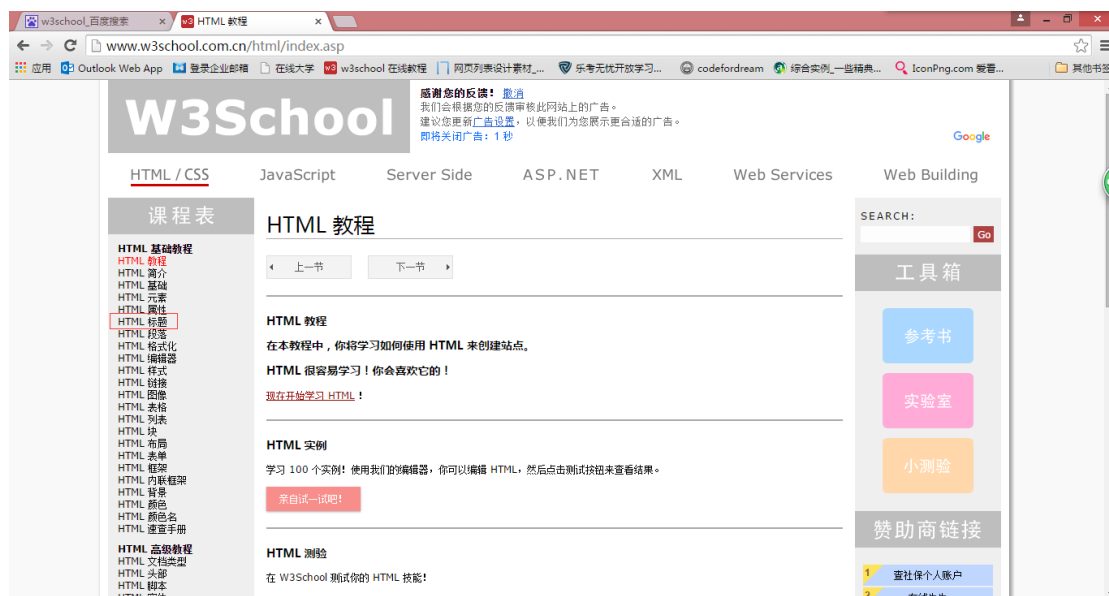 w3school_百度搜索
HTML 教程
www.w3school.com.cn/html/index.asp
应用 Outlook Web App 登录企业邮箱 在线大学 w3school 在线教程 网页列表设计素材_... 乐考无忧开放学习... codefordream 综合实例_一些精典... IconPng.com 爱看... 其他书签
W3School
感谢您的反馈! 撤消
我们会根据您的反馈审核此网站上的广告。
建议您更新广告设置，以便我们为您展示更合适的广告。
即将关闭广告：1 秒
Google
HTML / CSS JavaScript Server Side ASP.NET XML Web Services Web Building
课程表
HTML 基础教程
HTML 教程
HTML 简介
HTML 基础
HTML 元素
HTML 属性
HTML 标题
HTML 段落
HTML 格式化
HTML 编辑器
HTML 样式
HTML 链接
HTML 图像
HTML 表格
HTML 列表
HTML 块
HTML 布局
HTML 表单
HTML 框架
HTML 内联框架
HTML 背景
HTML 颜色
HTML 颜色名
HTML 速查手册
HTML 高级教程
HTML 文档类型
HTML 头部
HTML 脚本
HTML 教程
上一节
下一节
HTML 教程
在本教程中，你将学习如何使用 HTML 来创建站点。
HTML 很容易学习！你会喜欢它的！
现在开始学习 HTML！
HTML 实例
学习 100 个实例！使用我们的编辑器，你可以编辑 HTML，然后点击测试按钮来查看结果。
亲自试一试吧！
HTML 测验
在 W3School 测试你的 HTML 技能！
SEARCH:
Go
工具箱
参考书
实验室
小测验
赞助商链接
1 查社保个人账户